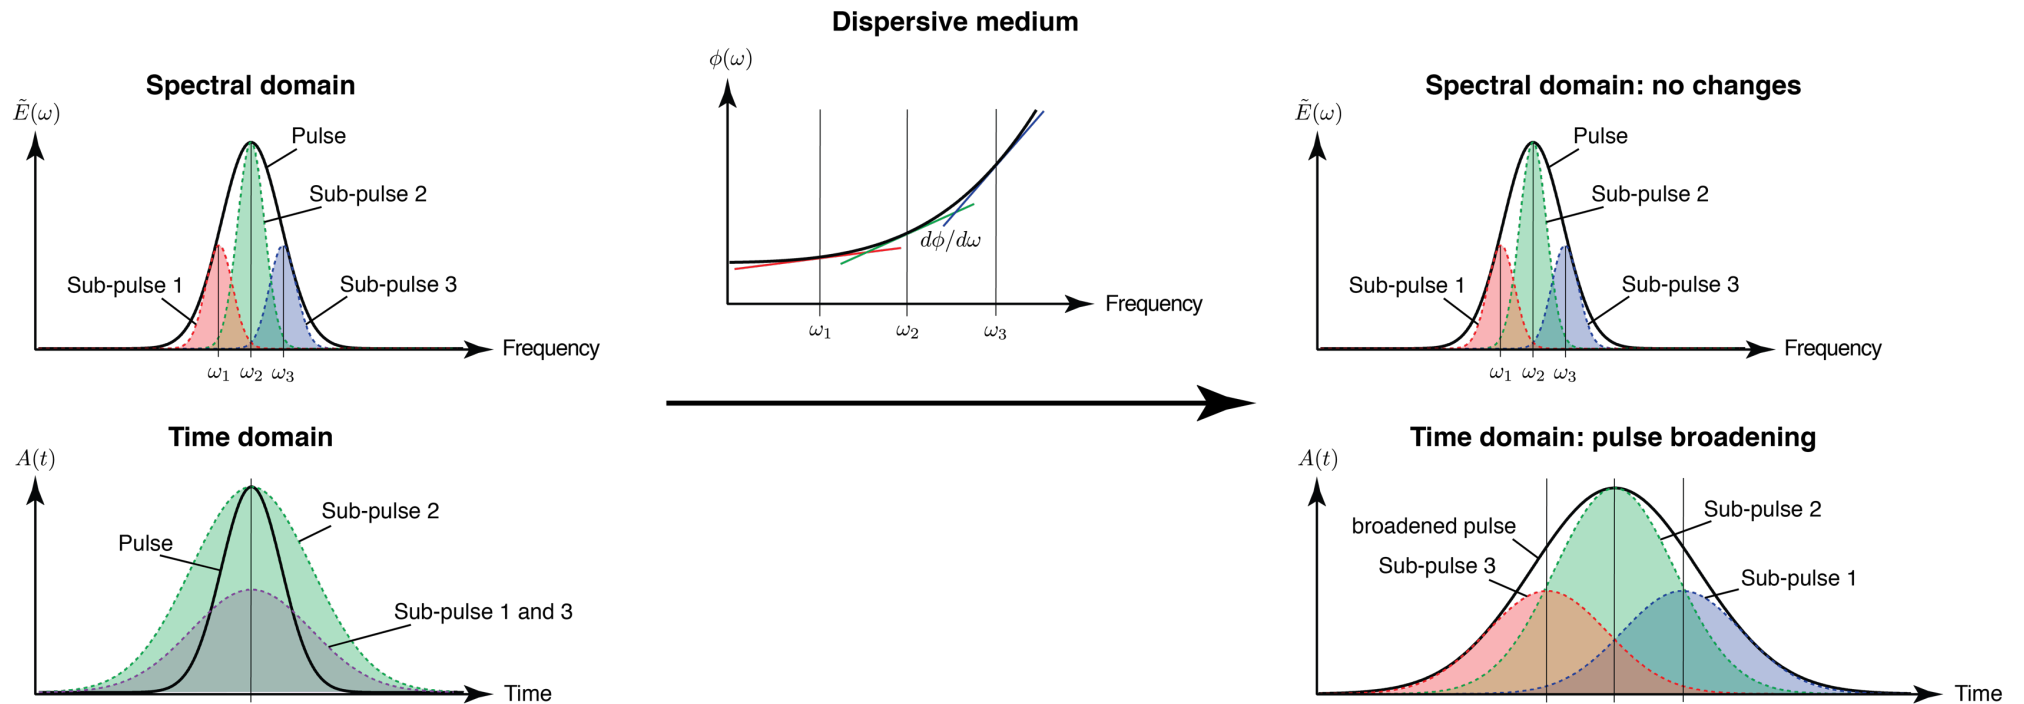 Dispersive medium
Spectral domain
Ẽ(ω)
Pulse
Sub-pulse 2
Sub-pulse 1
Sub-pulse 3
Frequency
ω₁ ω₂ ω₃
ϕ(ω)
dϕ/dω
Frequency
ω₁ ω₂ ω₃
Spectral domain: no changes
Ẽ(ω)
Pulse
Sub-pulse 2
Sub-pulse 1
Sub-pulse 3
Frequency
ω₁ ω₂ ω₃
Time domain
A(t)
Sub-pulse 2
Pulse
Sub-pulse 1 and 3
Time
Time domain: pulse broadening
A(t)
Sub-pulse 2
broadened pulse
Sub-pulse 3
Sub-pulse 1
Time